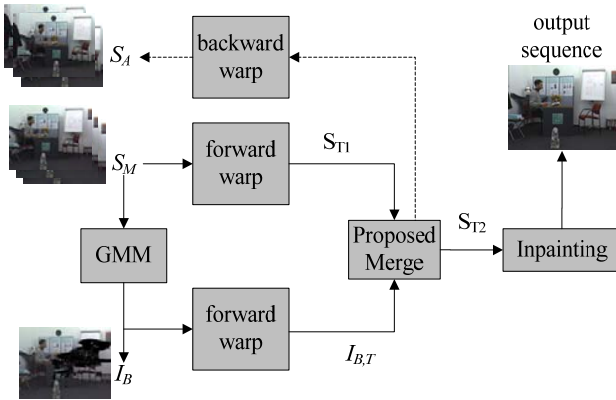 output
sequence
S_A
backward
warp
S_M
forward
warp
S_T1
GMM
Proposed
Merge
S_T2
Inpainting
forward
warp
I_B,T
I_B